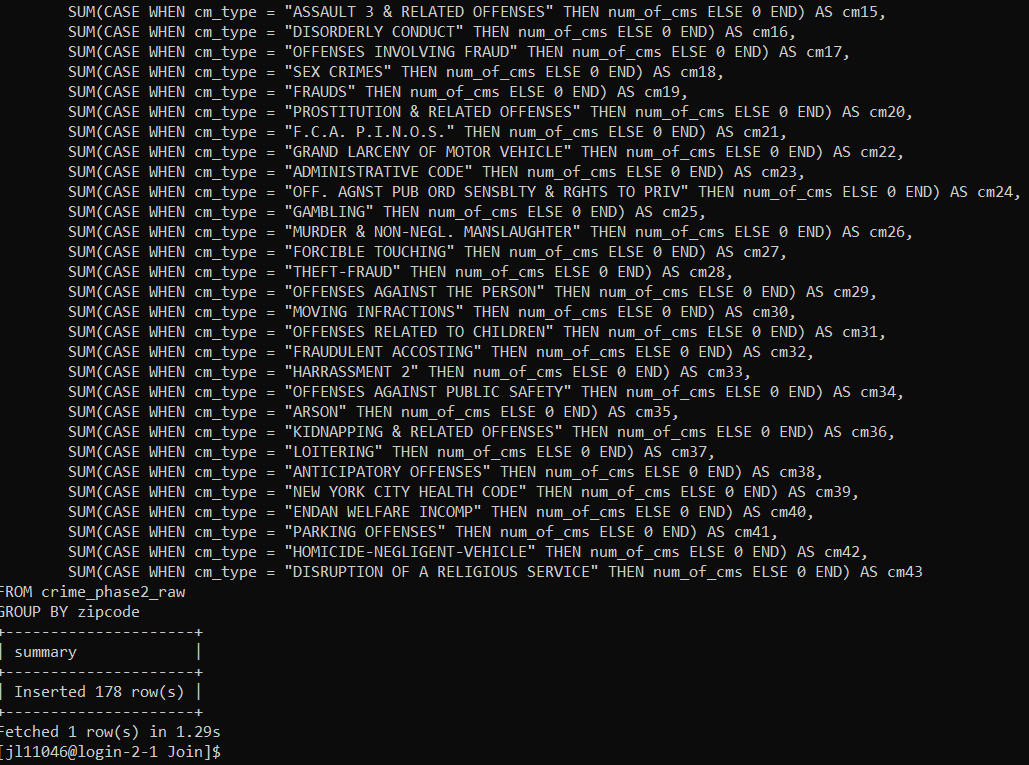 SUM(CASE WHEN cm_type = "ASSAULT 3 & RELATED OFFENSES" THEN num_of_cms ELSE 0 END) AS cm15,
SUM(CASE WHEN cm_type = "DISORDERLY CONDUCT" THEN num_of_cms ELSE 0 END) AS cm16,
SUM(CASE WHEN cm_type = "OFFENSES INVOLVING FRAUD" THEN num_of_cms ELSE 0 END) AS cm17,
SUM(CASE WHEN cm_type = "SEX CRIMES" THEN num_of_cms ELSE 0 END) AS cm18,
SUM(CASE WHEN cm_type = "FRAUDS" THEN num_of_cms ELSE 0 END) AS cm19,
SUM(CASE WHEN cm_type = "PROSTITUTION & RELATED OFFENSES" THEN num_of_cms ELSE 0 END) AS cm20,
SUM(CASE WHEN cm_type = "F.C.A. P.I.N.O.S." THEN num_of_cms ELSE 0 END) AS cm21,
SUM(CASE WHEN cm_type = "GRAND LARCENY OF MOTOR VEHICLE" THEN num_of_cms ELSE 0 END) AS cm22,
SUM(CASE WHEN cm_type = "ADMINISTRATIVE CODE" THEN num_of_cms ELSE 0 END) AS cm23,
SUM(CASE WHEN cm_type = "OFF. AGNST PUB ORD SENSBLTY & RGHTS TO PRIV" THEN num_of_cms ELSE 0 END) AS cm24,
SUM(CASE WHEN cm_type = "GAMBLING" THEN num_of_cms ELSE 0 END) AS cm25,
SUM(CASE WHEN cm_type = "MURDER & NON-NEGL. MANSLAUGHTER" THEN num_of_cms ELSE 0 END) AS cm26,
SUM(CASE WHEN cm_type = "FORCIBLE TOUCHING" THEN num_of_cms ELSE 0 END) AS cm27,
SUM(CASE WHEN cm_type = "THEFT-FRAUD" THEN num_of_cms ELSE 0 END) AS cm28,
SUM(CASE WHEN cm_type = "OFFENSES AGAINST THE PERSON" THEN num_of_cms ELSE 0 END) AS cm29,
SUM(CASE WHEN cm_type = "MOVING INFRACTIONS" THEN num_of_cms ELSE 0 END) AS cm30,
SUM(CASE WHEN cm_type = "OFFENSES RELATED TO CHILDREN" THEN num_of_cms ELSE 0 END) AS cm31,
SUM(CASE WHEN cm_type = "FRAUDULENT ACCOSTING" THEN num_of_cms ELSE 0 END) AS cm32,
SUM(CASE WHEN cm_type = "HARRASSMENT 2" THEN num_of_cms ELSE 0 END) AS cm33,
SUM(CASE WHEN cm_type = "OFFENSES AGAINST PUBLIC SAFETY" THEN num_of_cms ELSE 0 END) AS cm34,
SUM(CASE WHEN cm_type = "ARSON" THEN num_of_cms ELSE 0 END) AS cm35,
SUM(CASE WHEN cm_type = "KIDNAPPING & RELATED OFFENSES" THEN num_of_cms ELSE 0 END) AS cm36,
SUM(CASE WHEN cm_type = "LOITERING" THEN num_of_cms ELSE 0 END) AS cm37,
SUM(CASE WHEN cm_type = "ANTICIPATORY OFFENSES" THEN num_of_cms ELSE 0 END) AS cm38,
SUM(CASE WHEN cm_type = "NEW YORK CITY HEALTH CODE" THEN num_of_cms ELSE 0 END) AS cm39,
SUM(CASE WHEN cm_type = "ENDAN WELFARE INCOMP" THEN num_of_cms ELSE 0 END) AS cm40,
SUM(CASE WHEN cm_type = "PARKING OFFENSES" THEN num_of_cms ELSE 0 END) AS cm41,
SUM(CASE WHEN cm_type = "HOMICIDE-NEGLIGENT-VEHICLE" THEN num_of_cms ELSE 0 END) AS cm42,
SUM(CASE WHEN cm_type = "DISRUPTION OF A RELIGIOUS SERVICE" THEN num_of_cms ELSE 0 END) AS cm43
FROM crime_phase2_raw
GROUP BY zipcode
+---------------------+
| summary             |
+---------------------+
| Inserted 178 row(s) |
+---------------------+
Fetched 1 row(s) in 1.29s
[jl11046@login-2-1 Join]$